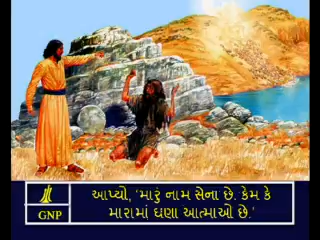 આપ્યો, 'મારું નામ સેના છે. કેમ કે
મારામાં ઘણા આત્માઓ છે.'
GNP